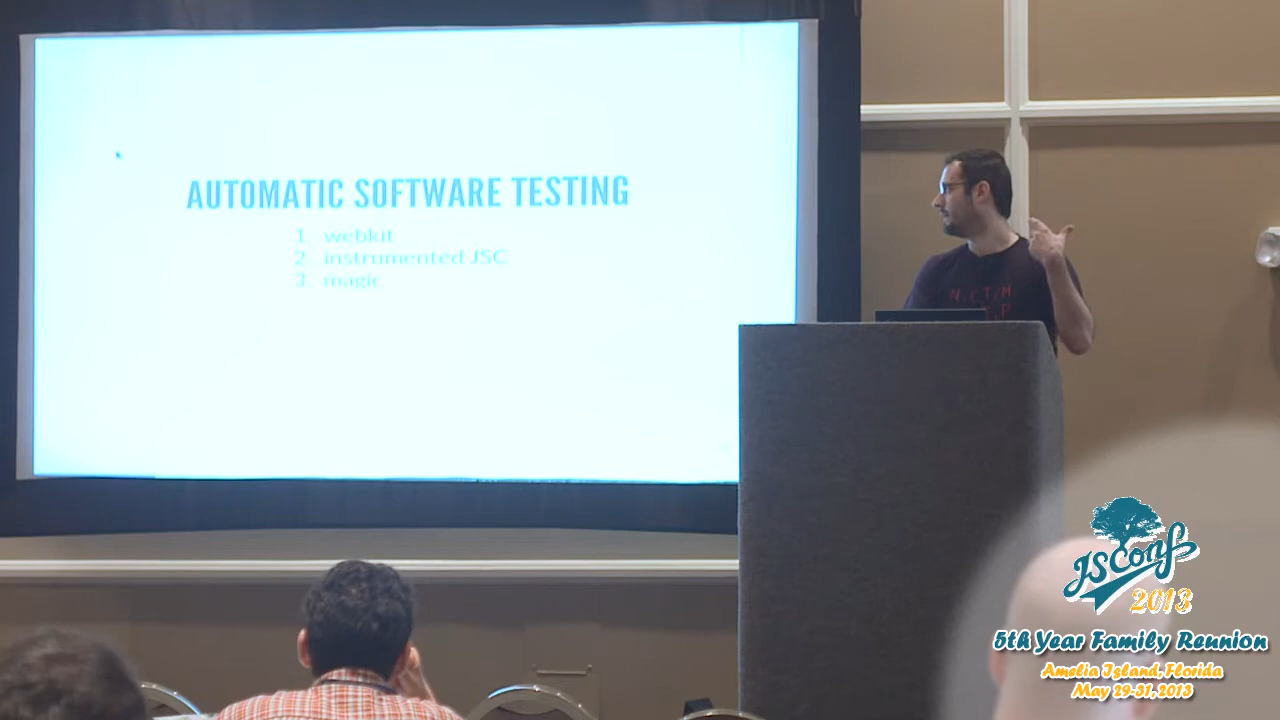 AUTOMATIC SOFTWARE TESTING
1. webkit
2. instrumented JSC
3. magic
JSConf
2013
5th Year Family Reunion
Amelia Island, Florida
May 29-31, 2013